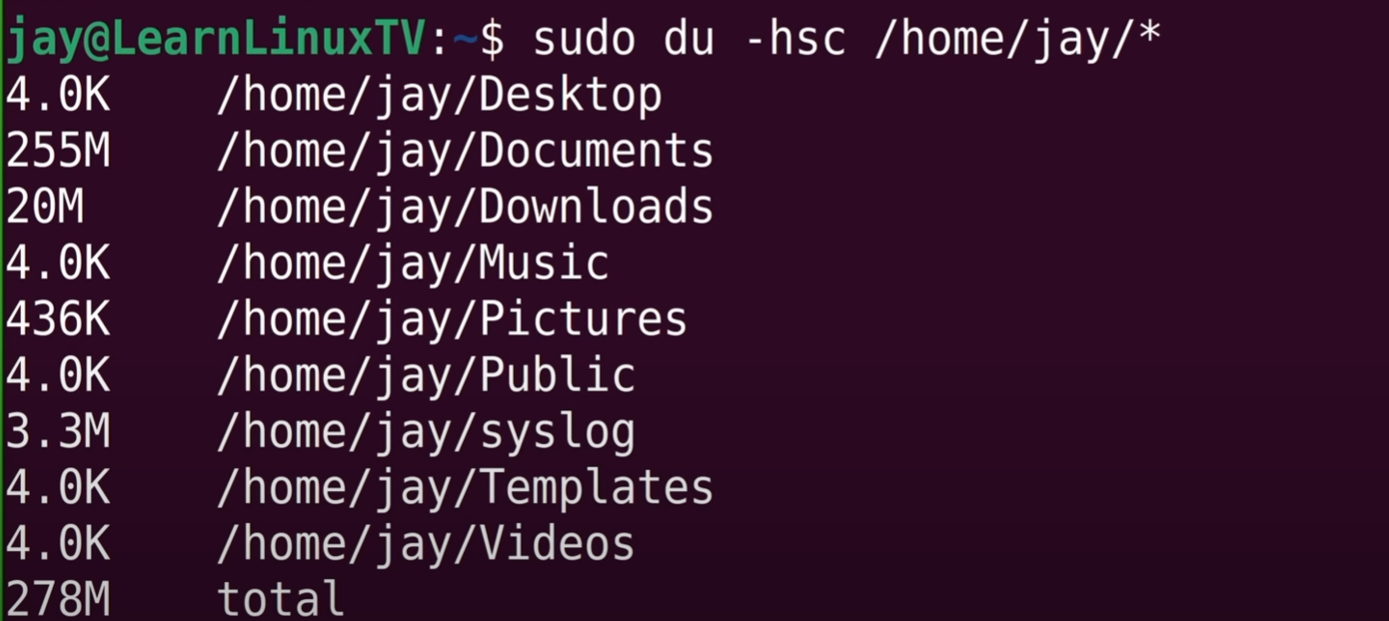 jay@LearnLinuxTV:~$ sudo du -hsc /home/jay/*
4.0K    /home/jay/Desktop
255M    /home/jay/Documents
20M     /home/jay/Downloads
4.0K    /home/jay/Music
436K    /home/jay/Pictures
4.0K    /home/jay/Public
3.3M    /home/jay/syslog
4.0K    /home/jay/Templates
4.0K    /home/jay/Videos
278M    total